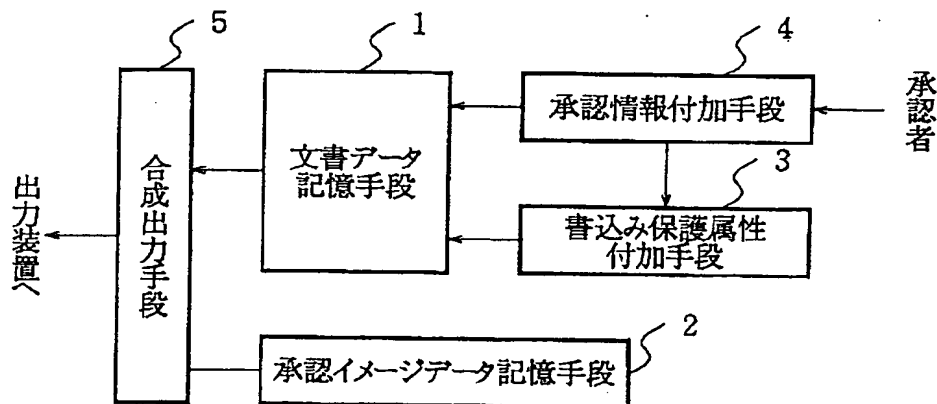 5
1
4
承認情報付加手段
承認者
文書データ
記憶手段
合成出力手段
出力装置へ
3
書込み保護属性
付加手段
2
承認イメージデータ記憶手段